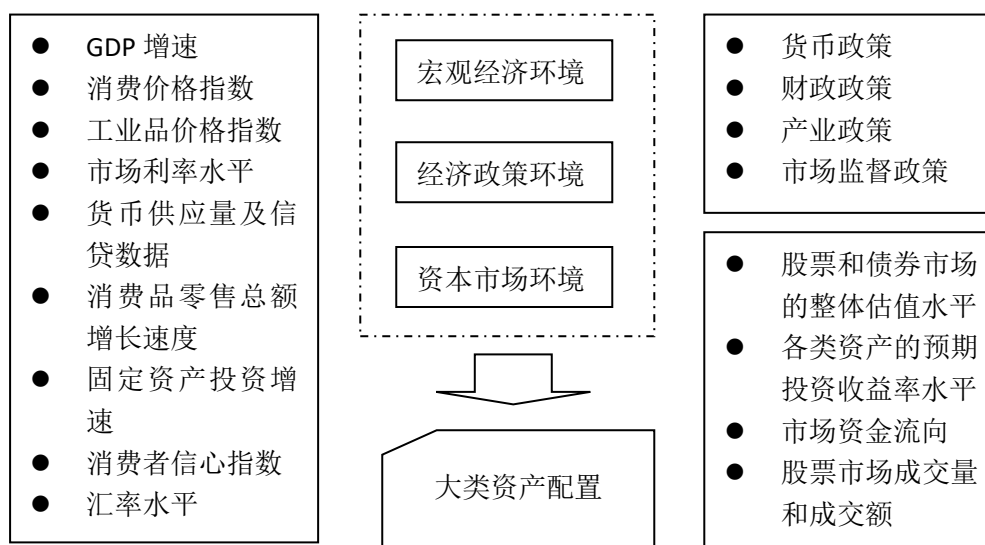 ● GDP 增速
● 消费价格指数
● 工业品价格指数
● 市场利率水平
● 货币供应量及信
贷数据
● 消费品零售总额
增长速度
● 固定资产投资增
速
● 消费者信心指数
● 汇率水平
宏观经济环境
经济政策环境
资本市场环境
大类资产配置
● 货币政策
● 财政政策
● 产业政策
● 市场监督政策
● 股票和债券市场
的整体估值水平
● 各类资产的预期
投资收益率水平
● 市场资金流向
● 股票市场成交量
和成交额